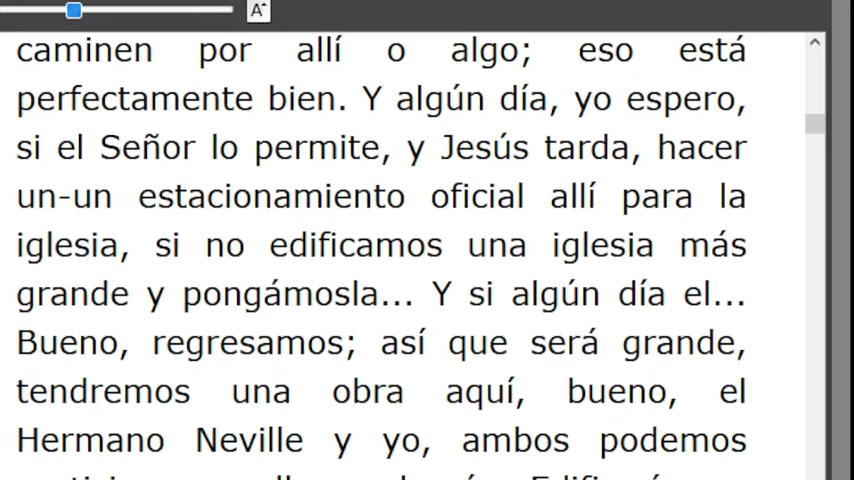 A
caminen por allí o algo; eso está
perfectamente bien. Y algún día, yo espero,
si el Señor lo permite, y Jesús tarda, hacer
un-un estacionamiento oficial allí para la
iglesia, si no edificamos una iglesia más
grande y pongámosla... Y si algún día el...
Bueno, regresamos; así que será grande,
tendremos una obra aquí, bueno, el
Hermano Neville y yo, ambos podemos